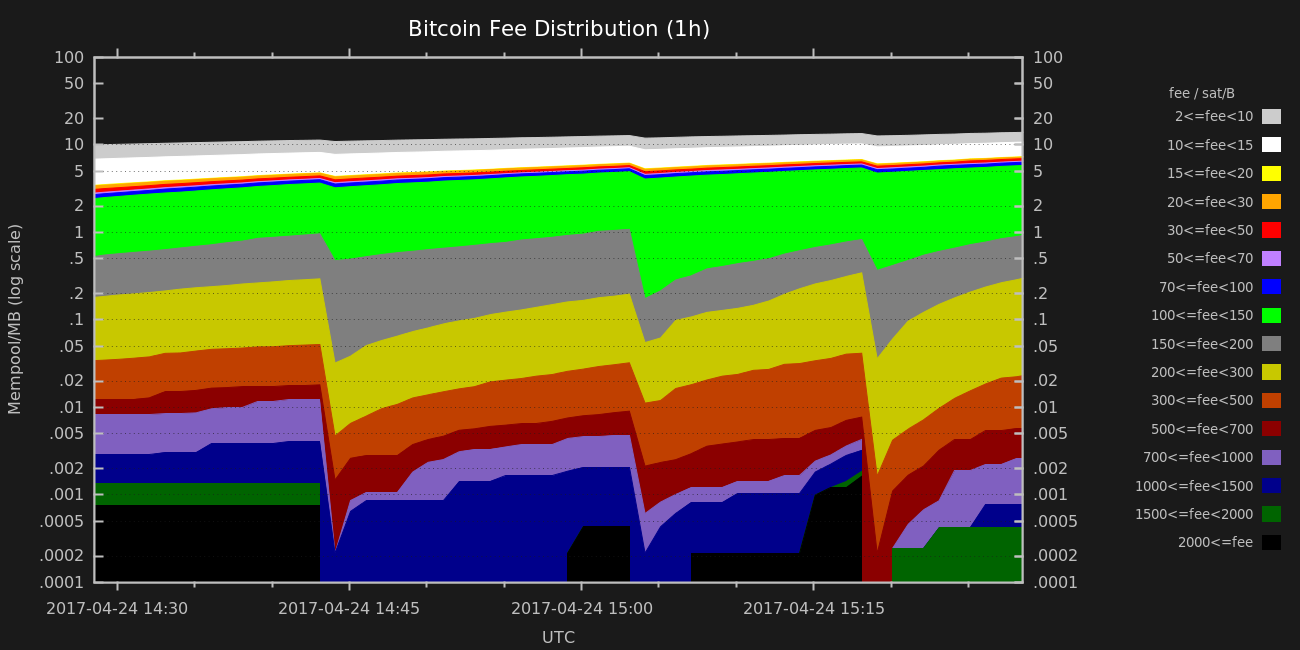 Bitcoin Fee Distribution (1h)
100 100
50 50
20 20
10 10
5 5
2 2
1 1
.5 .5
.2 .2
.1 .1
.05 .05
.02 .02
.01 .01
.005 .005
.002 .002
.001 .001
.0005 .0005
.0002 .0002
.0001 .0001
Mempool/MB (log scale)
2017-04-24 14:30 2017-04-24 14:45 2017-04-24 15:00 2017-04-24 15:15
UTC
fee / sat/B
2<=fee<10
10<=fee<15
15<=fee<20
20<=fee<30
30<=fee<50
50<=fee<70
70<=fee<100
100<=fee<150
150<=fee<200
200<=fee<300
300<=fee<500
500<=fee<700
700<=fee<1000
1000<=fee<1500
1500<=fee<2000
2000<=fee